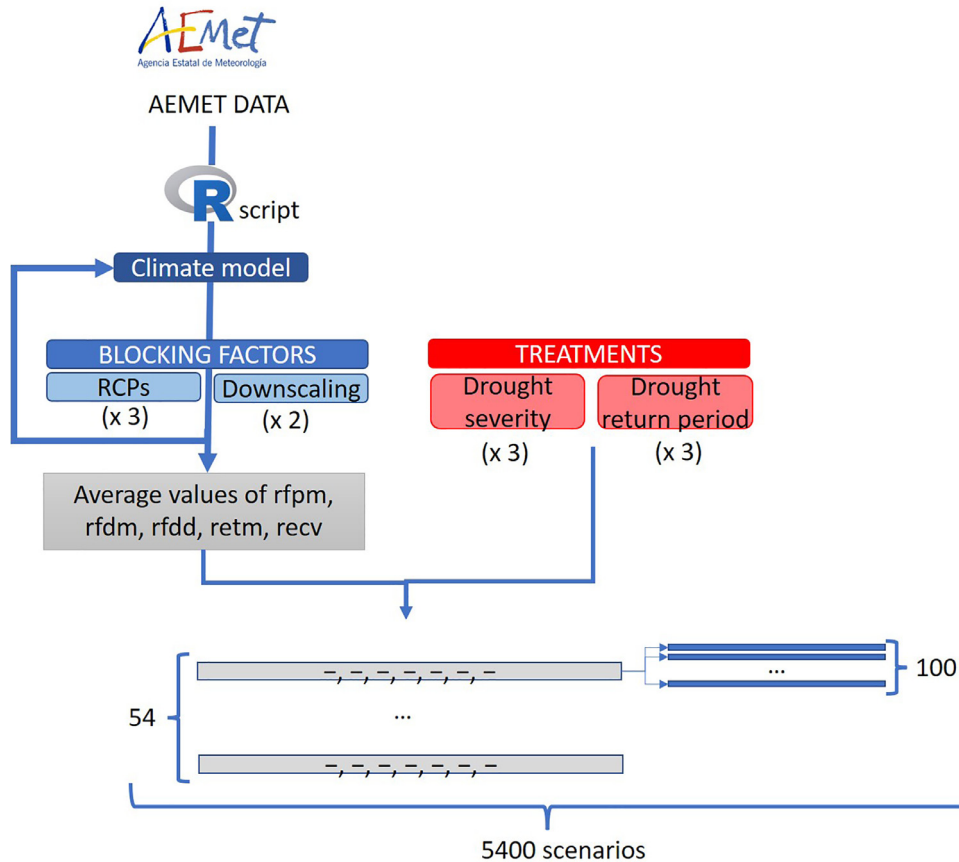 AEMet
Agencia Estatal de Meteorología
AEMET DATA
R script
Climate model
BLOCKING FACTORS
RCPs
(x 3)
Downscaling
(x 2)
TREATMENTS
Drought
severity
(x 3)
Drought
return period
(x 3)
Average values of rfpm,
rfdm, rfdd, retm, recv
54
–, –, –, –, –, –, –
...
–, –, –, –, –, –, –
...
100
5400 scenarios